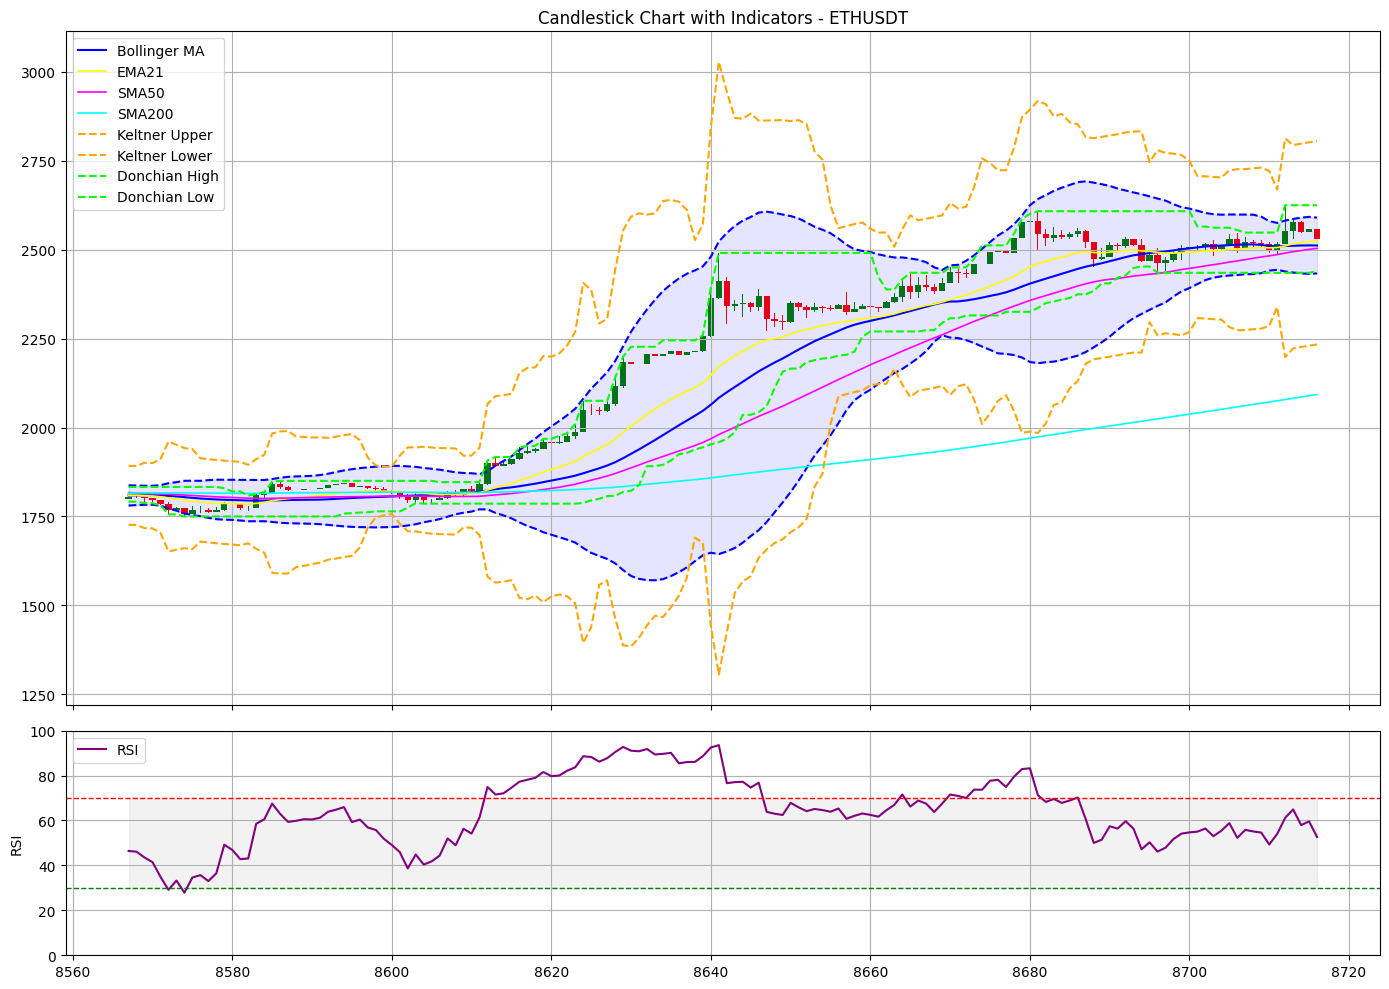 Candlestick Chart with Indicators - ETHUSDT
Bollinger MA
EMA21
SMA50
SMA200
Keltner Upper
Keltner Lower
Donchian High
Donchian Low
3000
2750
2500
2250
2000
1750
1500
1250
RSI
100
80
60
40
20
0
RSI
8560
8580
8600
8620
8640
8660
8680
8700
8720